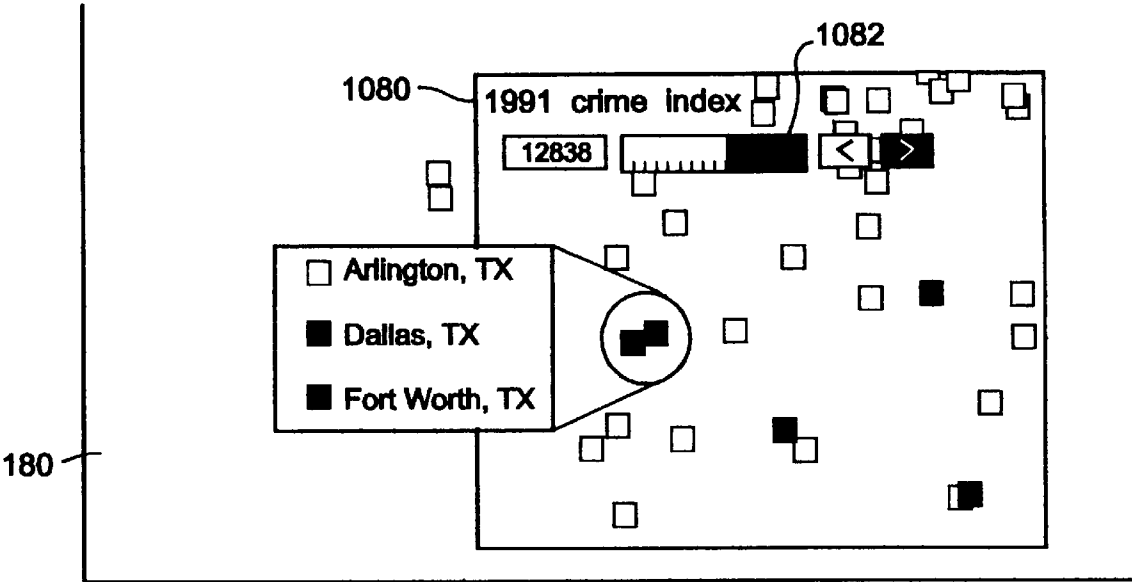 1082
1080
1991 crime index
12838
< >
Arlington, TX
Dallas, TX
Fort Worth, TX
180